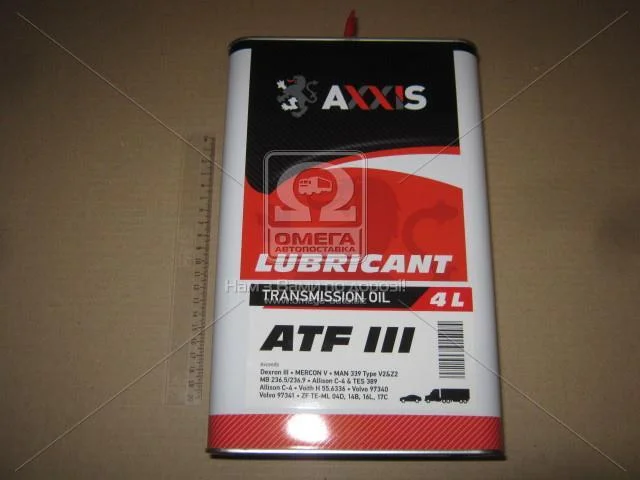 AXXIS
ОМЕГА
АВТОПОСТАВКА
LUBRICANT
Нам з Вами по дорозі!
TRANSMISSION OIL 4 L
ATF III
exceeds
Dexron III • MERCON V • MAN 339 Type V2&Z2
MB 236.5/236.9 • Allison C-4 & TES 389
Allison C-4 • Voith H 55.6336 • Volvo 97340
Volvo 97341 • ZF TE-ML 04D, 14B, 16L, 17C